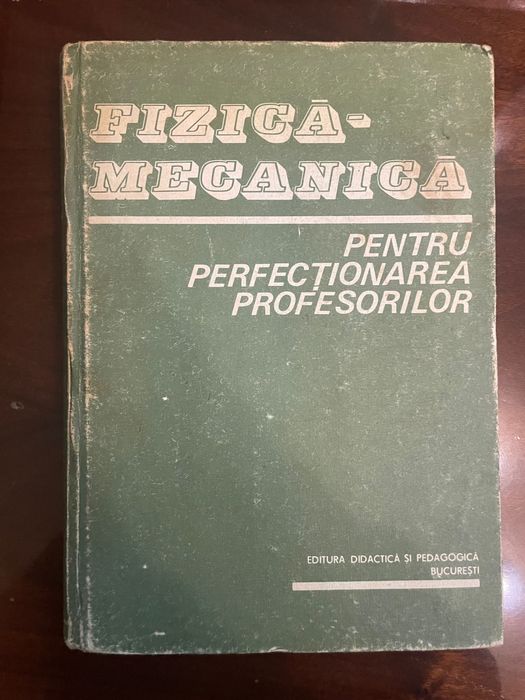 FIZICĂ-
MECANICĂ
PENTRU
PERFECȚIONAREA
PROFESORILOR
EDITURA DIDACTICĂ ȘI PEDAGOGICĂ
BUCUREȘTI